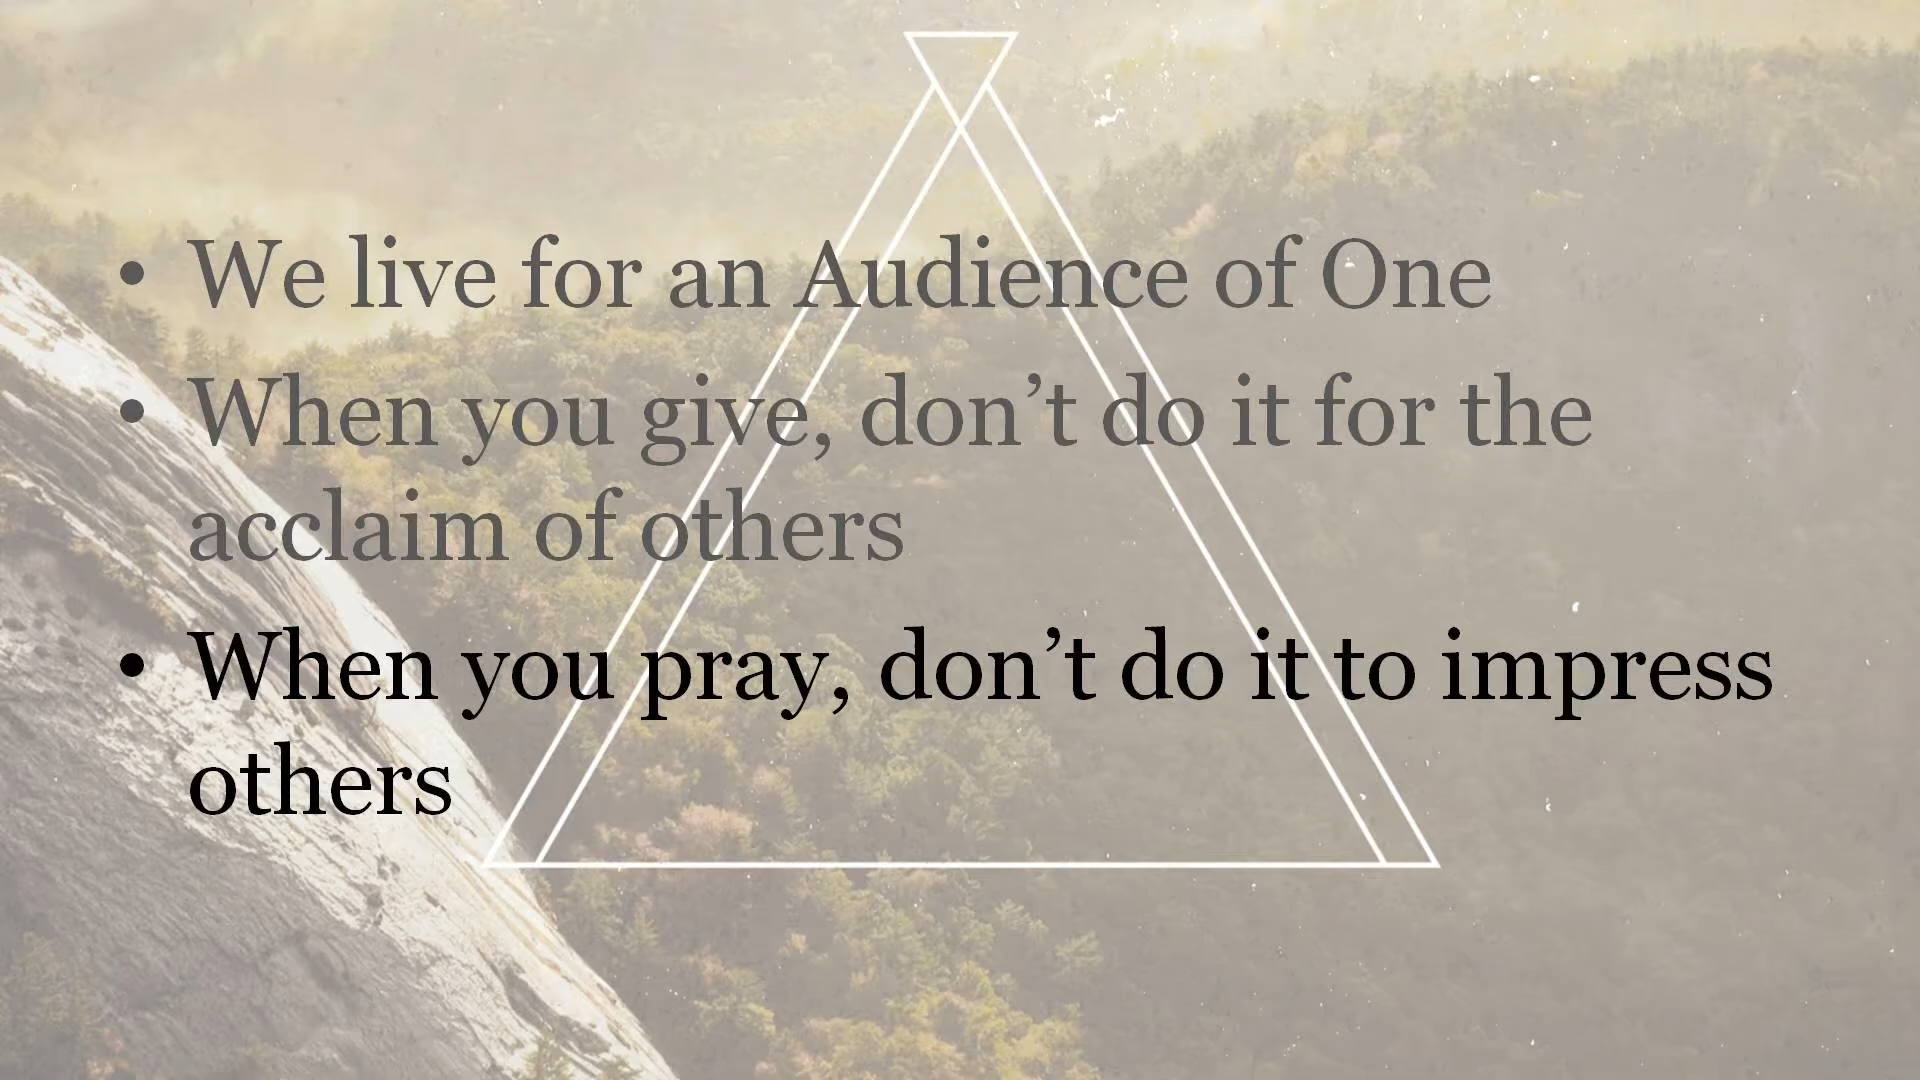 • We live for an Audience of One
• When you give, don’t do it for the
acclaim of others
• When you pray, don’t do it to impress
others